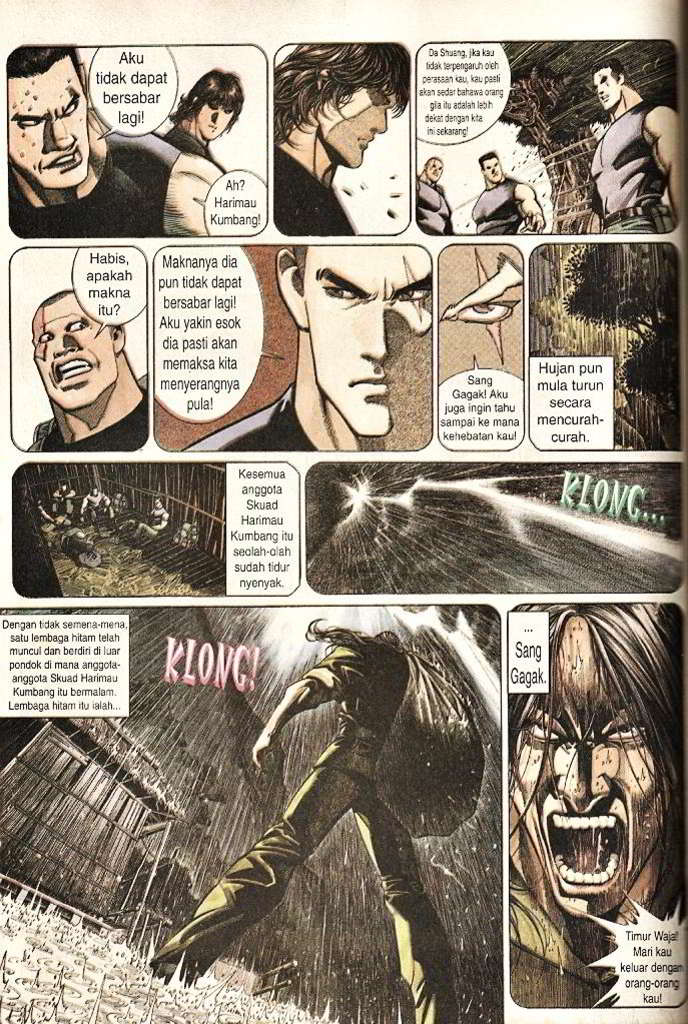 Aku
tidak dapat
bersabar
lagi!
Ah?
Harimau
Kumbang!
Da Shuang, jika kau
tidak terpengaruh oleh
perasaan kau, kau pasti
akan sedar bahawa orang
gila itu adalah lebih
dekat dengan kita
ini sekarang!
Habis,
apakah
makna
itu?
Maknanya dia
pun tidak dapat
bersabar lagi!
Aku yakin esok
dia pasti akan
memaksa kita
menyerangnya
pula!
Sang
Gagak! Aku
juga ingin tahu
sampai ke mana
kehebatan kau!
Hujan pun
mula turun
secara
mencurah-
curah.
Kesemua
anggota
Skuad
Harimau
Kumbang itu
seolah-olah
sudah tidur
nyenyak.
KLONG...
Dengan tidak semena-mena,
satu lembaga hitam telah
muncul dan berdiri di luar
pondok di mana anggota-
anggota Skuad Harimau
Kumbang itu bermalam.
Lembaga hitam itu ialah...
KLONG!
...
Sang
Gagak.
Timur Waja!
Mari kau
keluar dengan
orang-orang
kau!